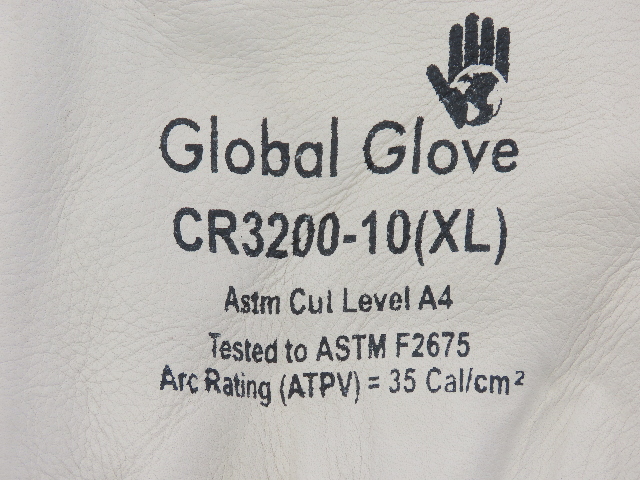 Global Glove
CR3200-10(XL)
Astm Cut Level A4
Tested to ASTM F2675
Arc Rating (ATPV) = 35 Cal/cm²